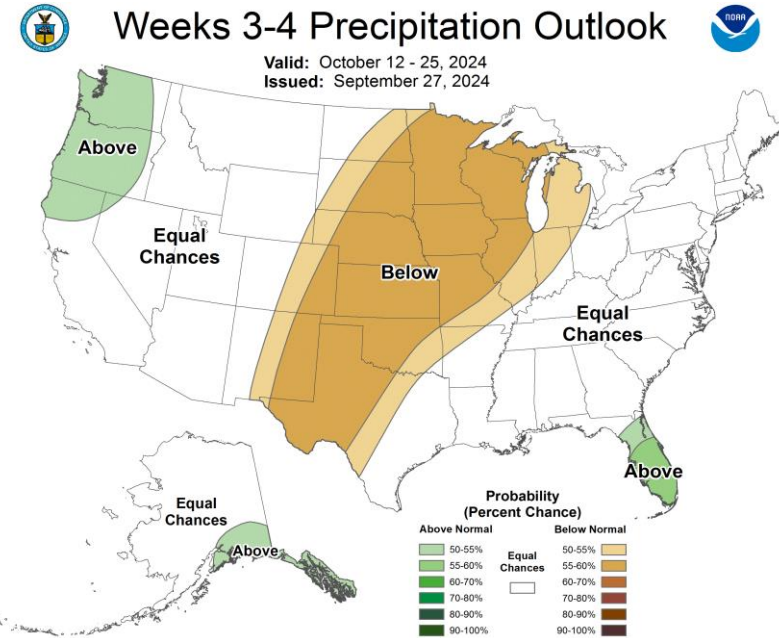 Weeks 3-4 Precipitation Outlook
NOAA
Valid: October 12 - 25, 2024
Issued: September 27, 2024
Above
Equal
Chances
Below
Equal
Chances
Above
Equal
Chances
Above
Probability
(Percent Chance)
Above Normal
Below Normal
50-55%
55-60%
60-70%
70-80%
80-90%
90-100%
Equal
Chances
50-55%
55-60%
60-70%
70-80%
80-90%
90-100%